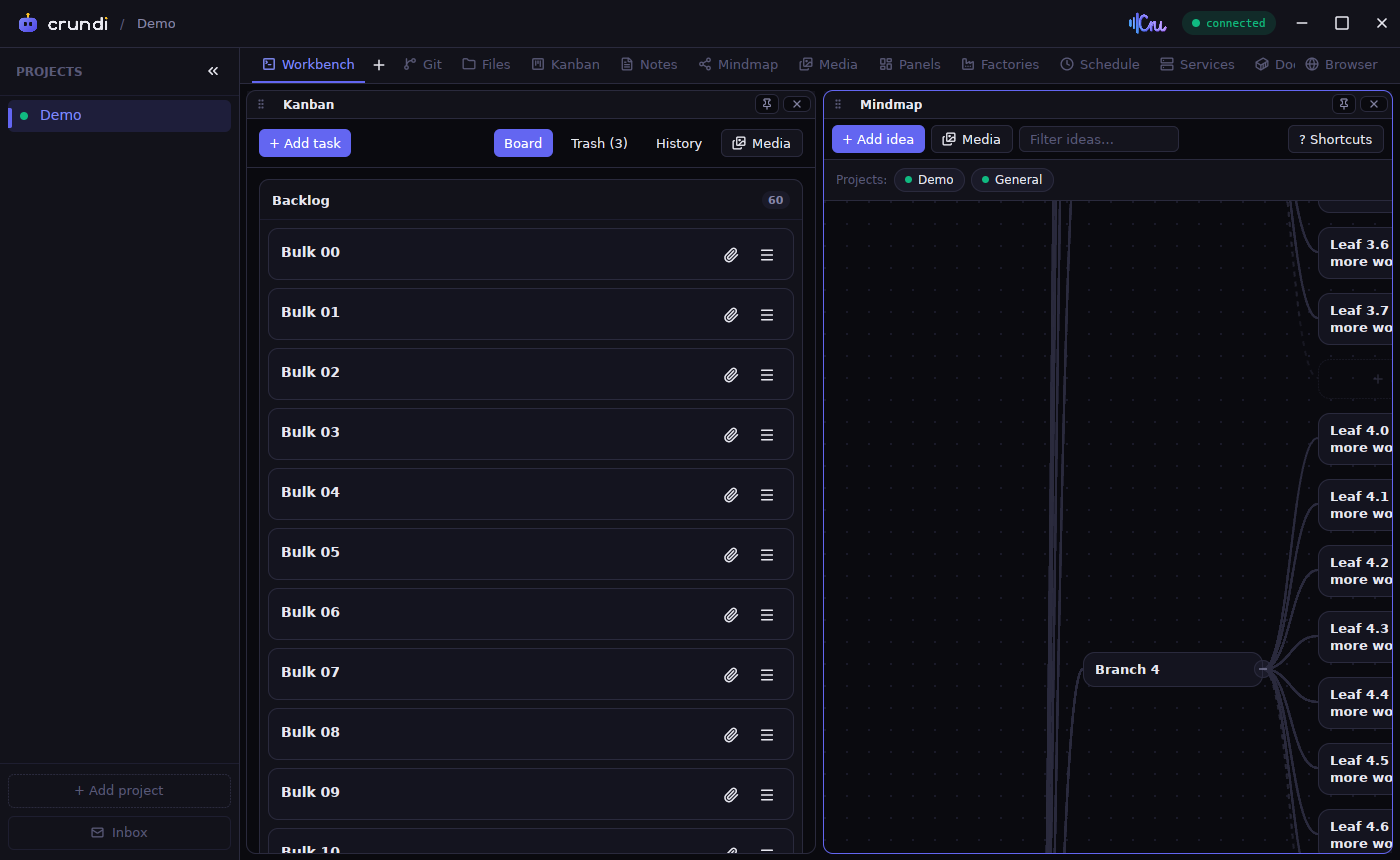 crundi / Demo
Cru
connected
PROJECTS
Demo
+ Add project
Inbox
Workbench
Git
Files
Kanban
Notes
Mindmap
Media
Panels
Factories
Schedule
Services
Browser
Kanban
+ Add task
Board
Trash (3)
History
Media
Backlog
60
Bulk 00
Bulk 01
Bulk 02
Bulk 03
Bulk 04
Bulk 05
Bulk 06
Bulk 07
Bulk 08
Bulk 09
Bulk 10
Mindmap
+ Add idea
Media
Filter ideas...
? Shortcuts
Projects:
Demo
General
Leaf 3.6
more wo
Leaf 3.7
more wo
+
Leaf 4.0
more wo
Leaf 4.1
more wo
Leaf 4.2
more wo
Leaf 4.3
more wo
Branch 4
Leaf 4.4
more wo
Leaf 4.5
more wo
Leaf 4.6
more wo